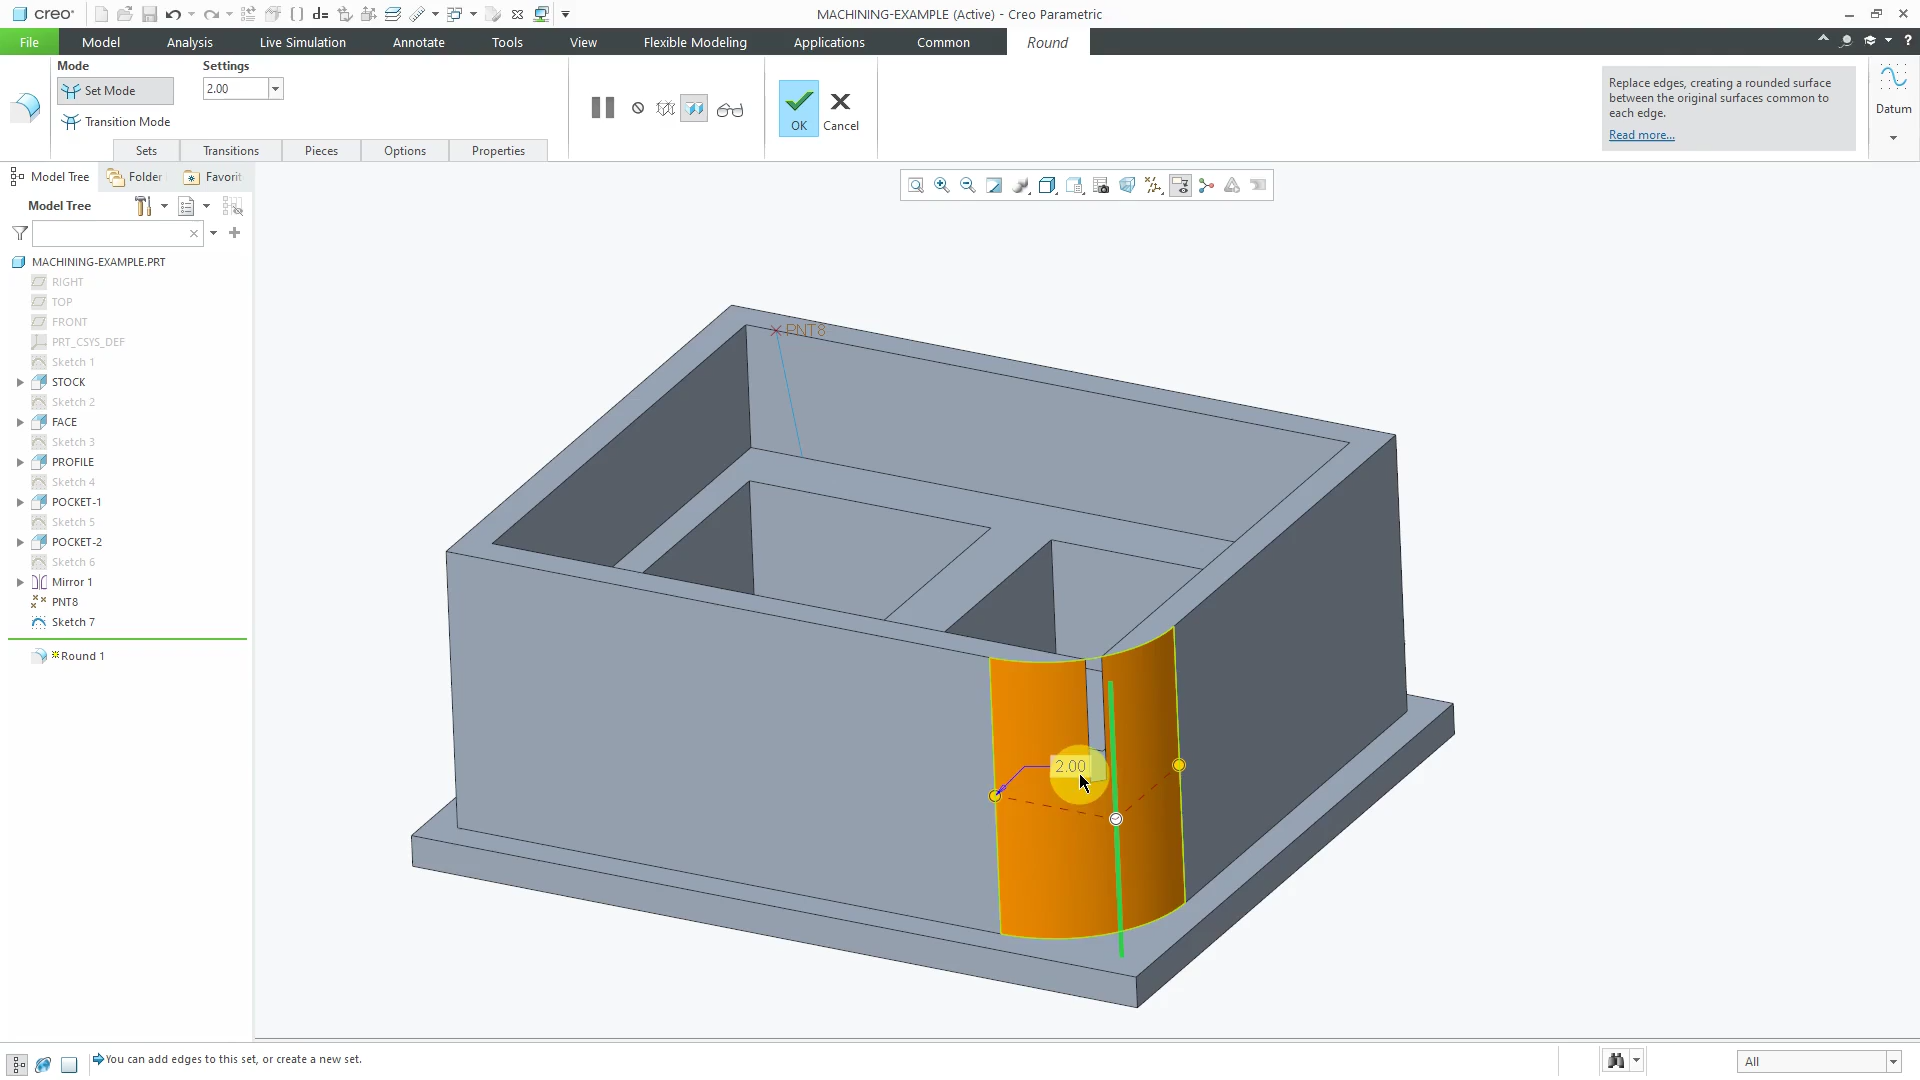 creo
MACHINING-EXAMPLE (Active) - Creo Parametric
File
Model
Analysis
Live Simulation
Annotate
Tools
View
Flexible Modeling
Applications
Common
Round
Mode
Settings
Set Mode
2.00
Transition Mode
OK
Cancel
Replace edges, creating a rounded surface
between the original surfaces common to
each edge.
Read more...
Datum
Sets
Transitions
Pieces
Options
Properties
Model Tree
Folder
Favorit
Model Tree
MACHINING-EXAMPLE.PRT
RIGHT
TOP
FRONT
PRT_CSYS_DEF
Sketch 1
STOCK
Sketch 2
FACE
Sketch 3
PROFILE
Sketch 4
POCKET-1
Sketch 5
POCKET-2
Sketch 6
Mirror 1
PNT8
Sketch 7
Round 1
PNT8
2.00
You can add edges to this set, or create a new set.
All